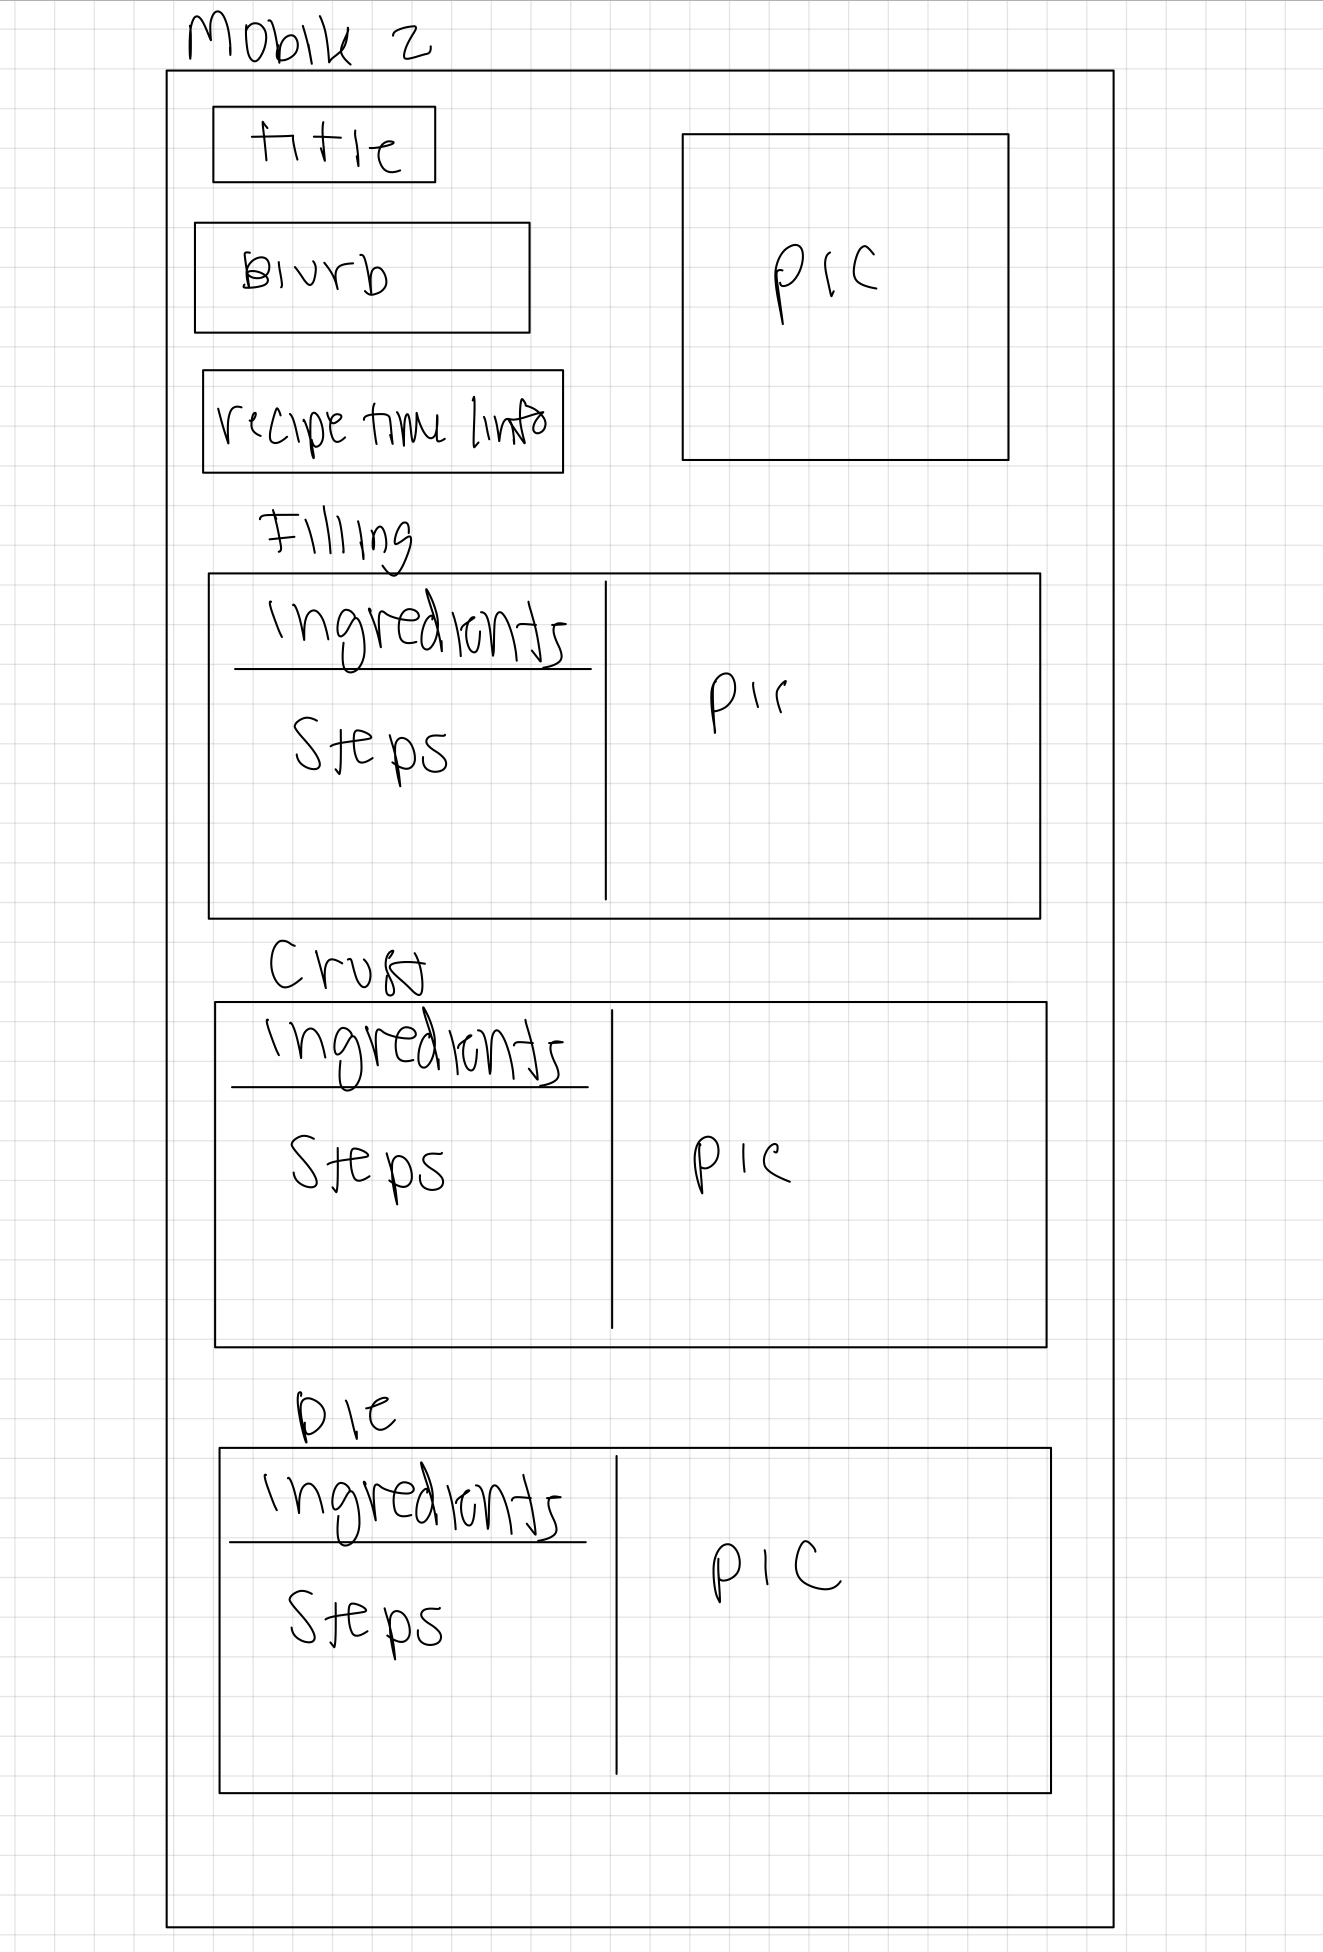 Mobile 2
title
Blurb
pic
recipe time
Filling
Ingredients
Steps
pic
Crust
Ingredients
Steps
pic
pie
Ingredients
Steps
pic